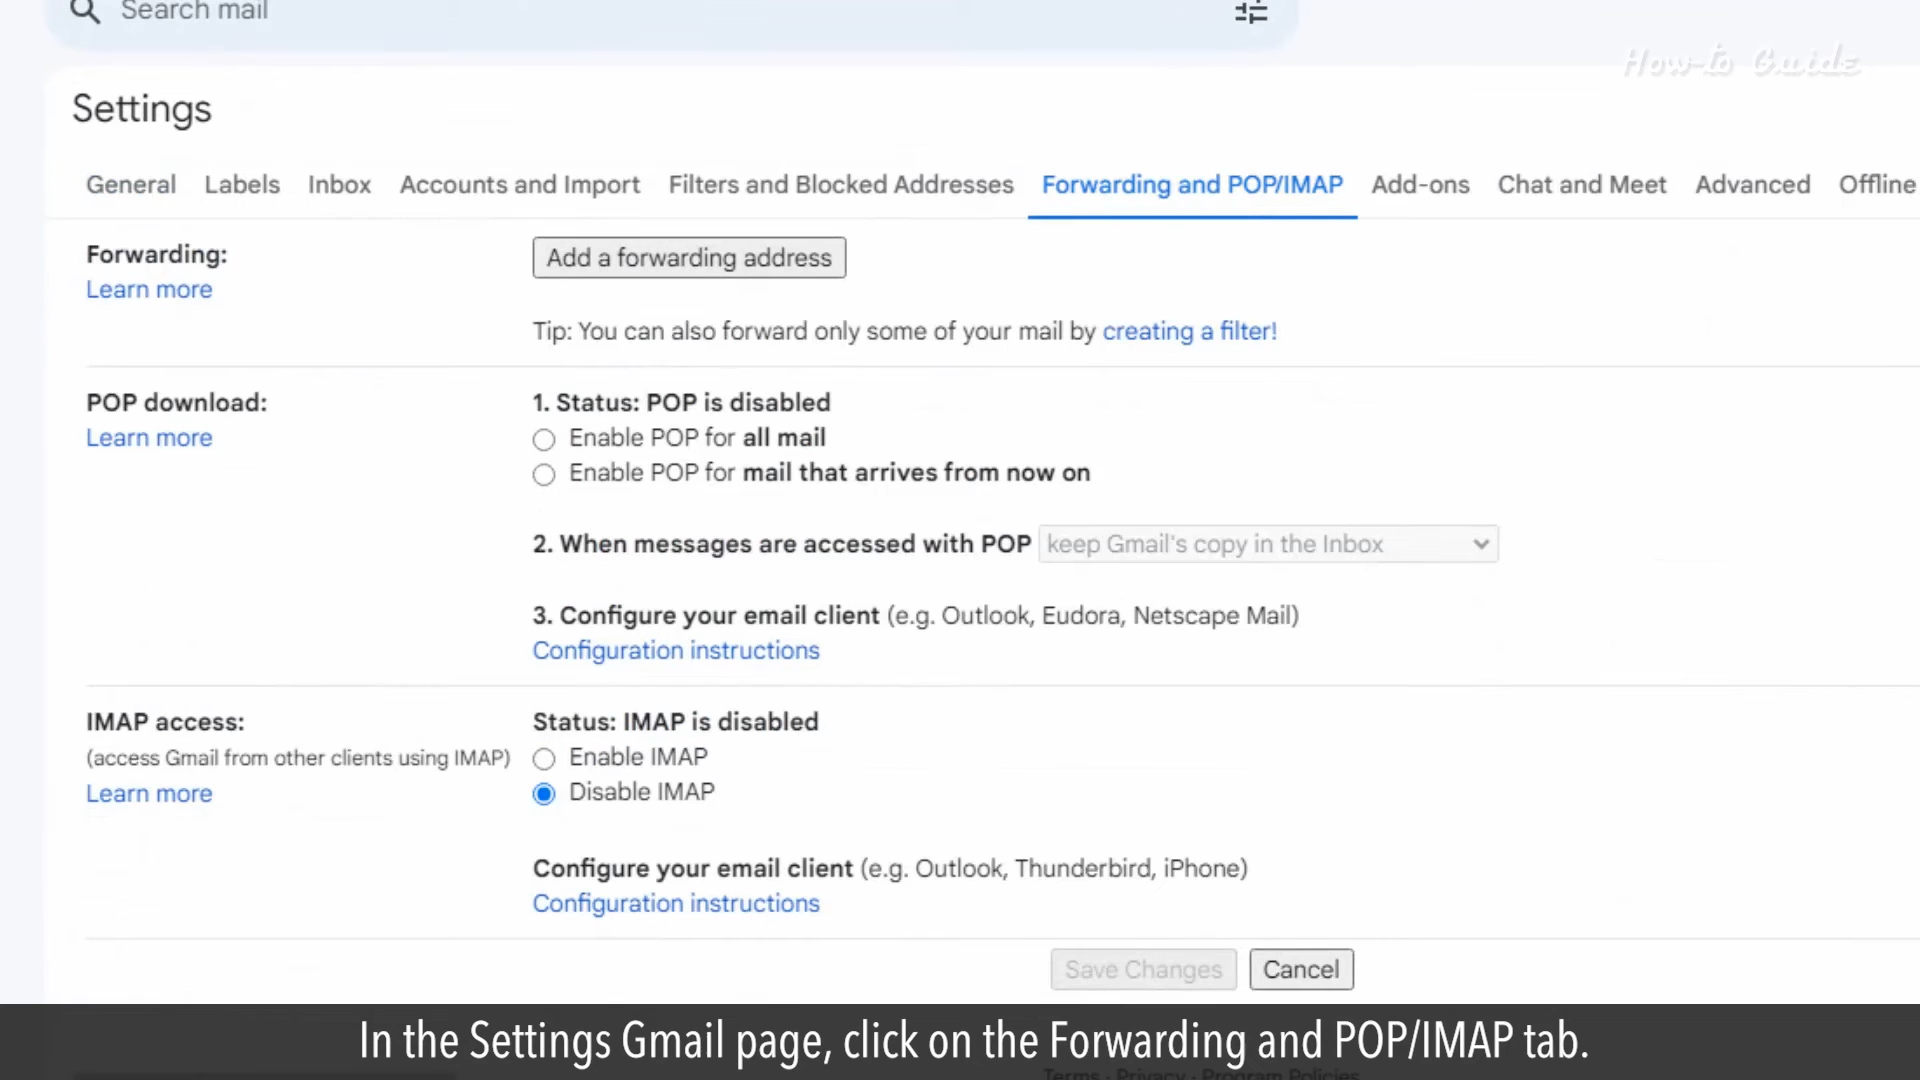 Search mail
How-to Guide
Settings
General Labels Inbox Accounts and Import Filters and Blocked Addresses Forwarding and POP/IMAP Add-ons Chat and Meet Advanced Offline
Forwarding:
Learn more
Add a forwarding address
Tip: You can also forward only some of your mail by creating a filter!
POP download:
Learn more
1. Status: POP is disabled
Enable POP for all mail
Enable POP for mail that arrives from now on
2. When messages are accessed with POP keep Gmail's copy in the Inbox
3. Configure your email client (e.g. Outlook, Eudora, Netscape Mail)
Configuration instructions
IMAP access:
(access Gmail from other clients using IMAP)
Learn more
Status: IMAP is disabled
Enable IMAP
Disable IMAP
Configure your email client (e.g. Outlook, Thunderbird, iPhone)
Configuration instructions
Save Changes Cancel
In the Settings Gmail page, click on the Forwarding and POP/IMAP tab.
Terms · Privacy · Program Policies